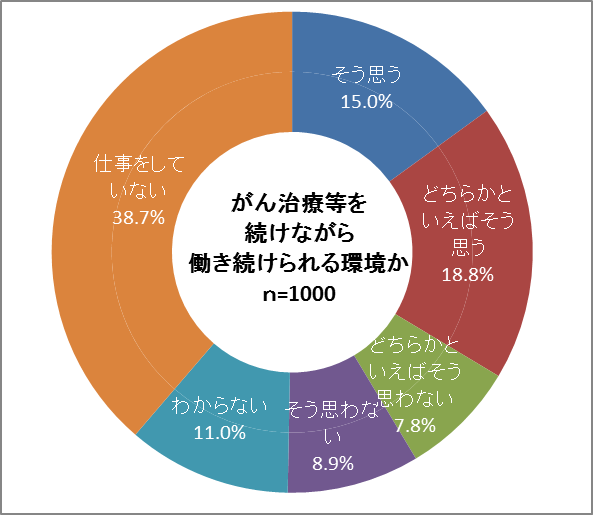 がん治療等を
続けながら
働き続けられる環境か
n=1000
そう思う
15.0%
どちらかと
いえばそう
思う
18.8%
どちらかと
いえばそう
思わない
7.8%
そう思わな
い
8.9%
わからない
11.0%
仕事をして
いない
38.7%